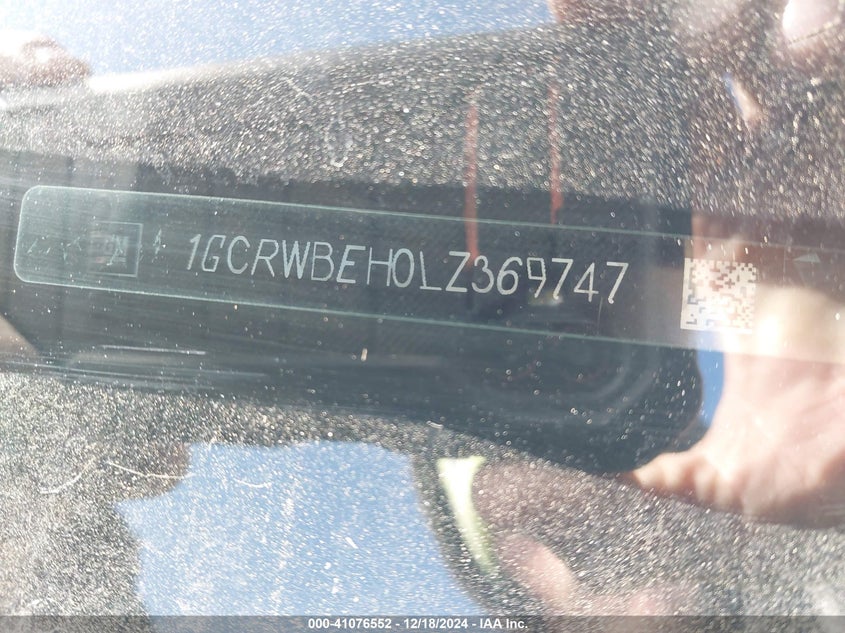 1GCRWBEH0LZ369747
000-41076552 / 12/18/2024 - IAA Inc.